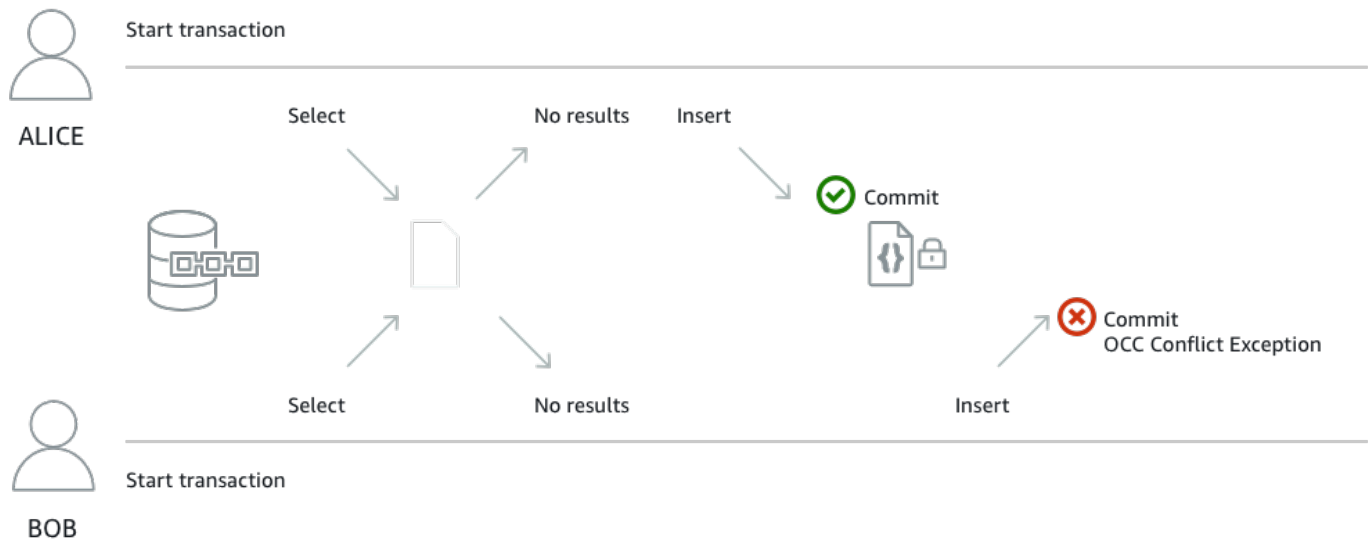 Start transaction
ALICE
Select
No results
Insert
Commit
{}
Commit
OCC Conflict Exception
Select
No results
Insert
Start transaction
BOB